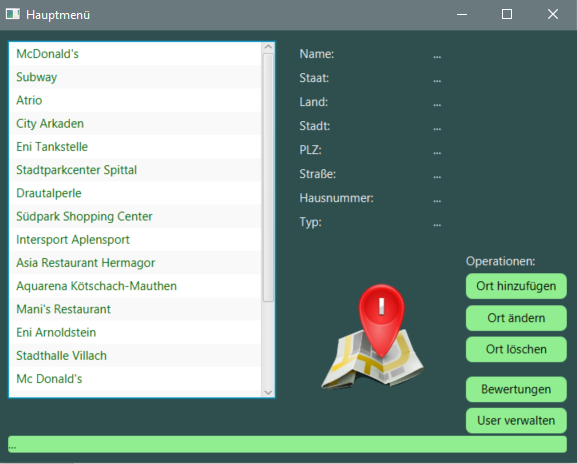 Hauptmenü
McDonald's
Subway
Atrio
City Arkaden
Eni Tankstelle
Stadtparkcenter Spittal
Drautalperle
Südpark Shopping Center
Intersport Aplensport
Asia Restaurant Hermagor
Aquarena Kötschach-Mauthen
Mani's Restaurant
Eni Arnoldstein
Stadthalle Villach
Mc Donald's
Name: ...
Staat: ...
Land: ...
Stadt: ...
PLZ: ...
Straße: ...
Hausnummer: ...
Typ: ...
Operationen:
Ort hinzufügen
Ort ändern
Ort löschen
Bewertungen
User verwalten
...